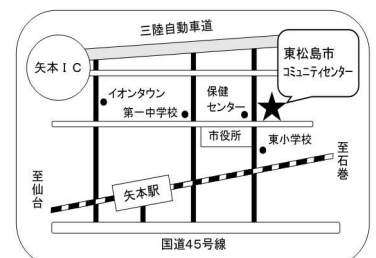 三陸自動車道
矢本IC
東松島市
コミュニティセンター
イオンタウン
第一中学校
保健
センター
市役所
東小学校
至仙台
矢本駅
至石巻
国道45号線